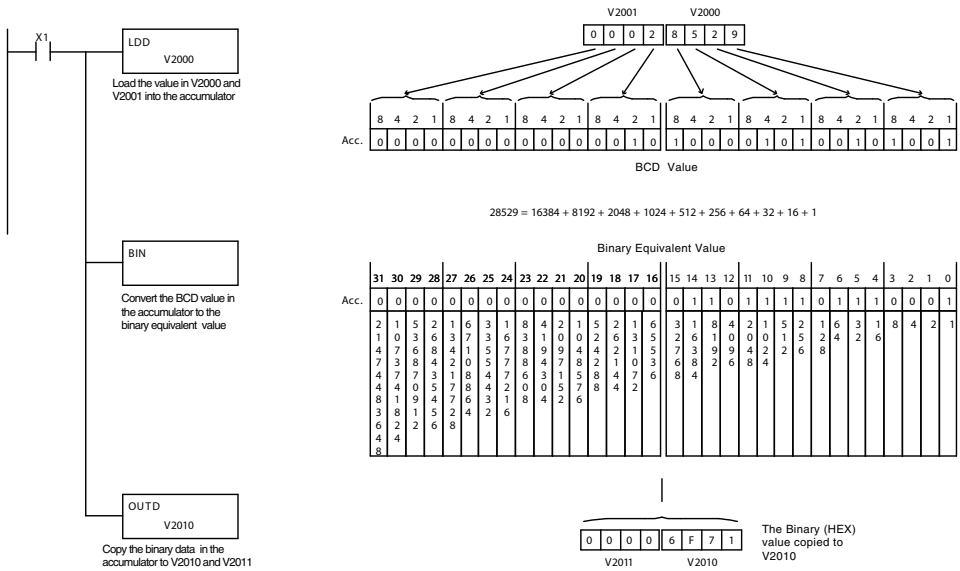 X1
LDD
V2000
Load the value in V2000 and
V2001 into the accumulator
BIN
Convert the BCD value in
the accumulator to the
binary equivalent value
OUTD
V2010
Copy the binary data in the
accumulator to V2010 and V2011
V2001 V2000
0 0 0 2 8 5 2 9
8 4 2 1 8 4 2 1 8 4 2 1 8 4 2 1 8 4 2 1 8 4 2 1 8 4 2 1 8 4 2 1
Acc. 0 0 0 0 0 0 0 0 0 0 0 0 0 0 1 0 1 0 0 0 0 1 0 1 0 0 1 0 1 0 0 1
BCD Value
28529 = 16384 + 8192 + 2048 + 1024 + 512 + 256 + 64 + 32 + 16 + 1
Binary Equivalent Value
31 30 29 28 27 26 25 24 23 22 21 20 19 18 17 16 15 14 13 12 11 10 9 8 7 6 5 4 3 2 1 0
Acc. 0 0 0 0 0 0 0 0 0 0 0 0 0 0 0 0 0 1 1 0 1 1 1 1 0 1 1 1 0 0 0 1
2147483648 1073741824 536870912 268435456 134217728 67108864 33554432 16777216 8388608 4194304 2097152 1048576 524288 262144 131072 65536 32768 16384 8192 4096 2048 1024 512 256 128 64 32 16 8 4 2 1
0 0 0 0 6 F 7 1
V2011 V2010
The Binary (HEX)
value copied to
V2010